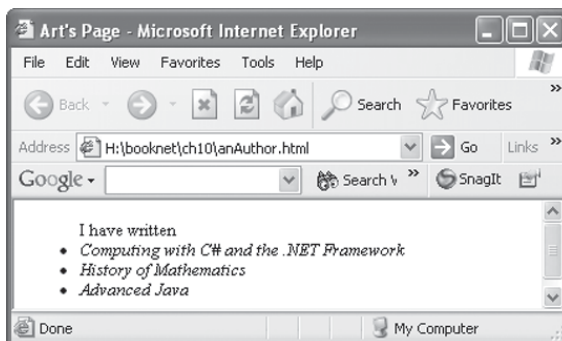 Art's Page - Microsoft Internet Explorer
File Edit View Favorites Tools Help
Back Search Favorites »
Address H:\booknet\ch10\anAuthor.html Go Links »
Google Search » SnagIt
I have written
• Computing with C# and the .NET Framework
• History of Mathematics
• Advanced Java
Done My Computer